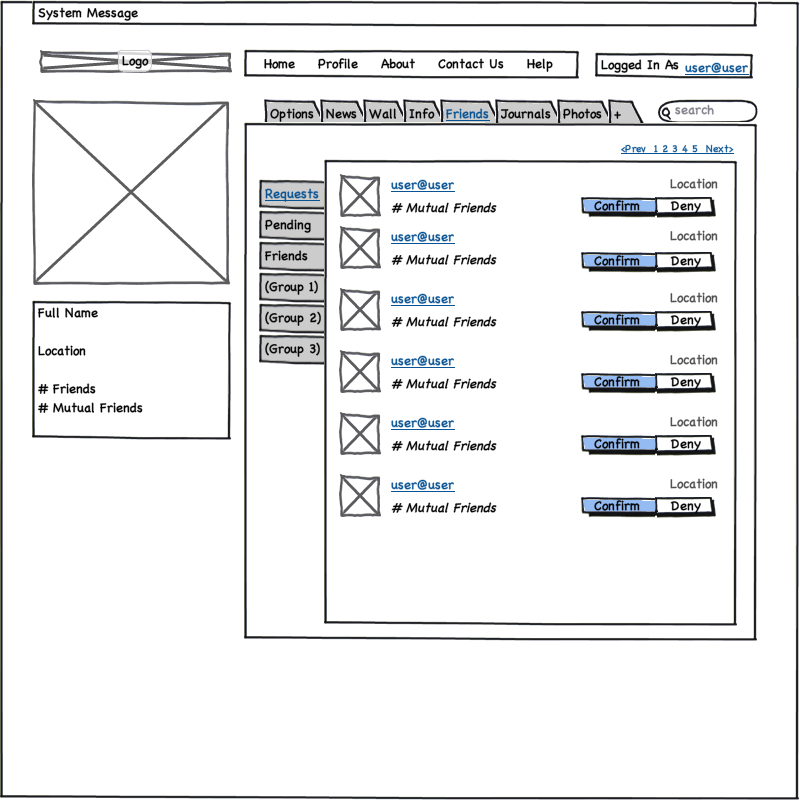 System Message
Logo
Home Profile About Contact Us Help
Logged In As user@user
Options News Wall Info Friends Journals Photos +
search
<Prev 1 2 3 4 5 Next>
Requests
Pending
Friends
(Group 1)
(Group 2)
(Group 3)
user@user Location
# Mutual Friends Confirm Deny
user@user Location
# Mutual Friends Confirm Deny
user@user Location
# Mutual Friends Confirm Deny
user@user Location
# Mutual Friends Confirm Deny
user@user Location
# Mutual Friends Confirm Deny
user@user Location
# Mutual Friends Confirm Deny
Full Name
Location
# Friends
# Mutual Friends